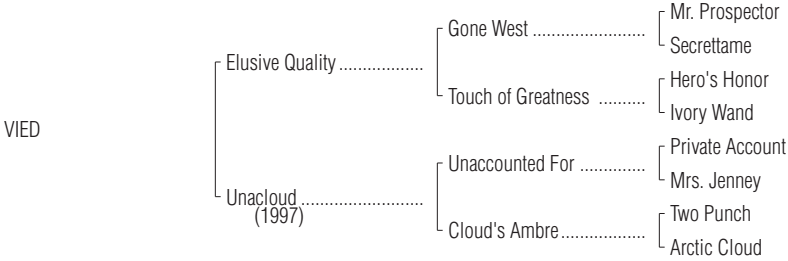 Mr. Prospector
Gone West ........................
Secrettame
Elusive Quality ..................
Hero's Honor
Touch of Greatness ..........
Ivory Wand
VIED
Private Account
Unaccounted For ..............
Mrs. Jenney
Unacloud ..........................
(1997)
Two Punch
Cloud's Ambre ..................
Arctic Cloud